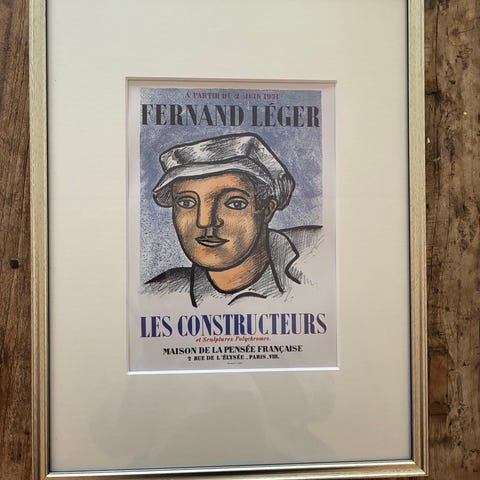 A PARTIR DU 2 JUIN 1951
FERNAND LÉGER
LES CONSTRUCTEURS
et Sculptures Polychromes.
MAISON DE LA PENSÉE FRANÇAISE
2 RUE DE L'ÉLYSÉE . PARIS . VIII.